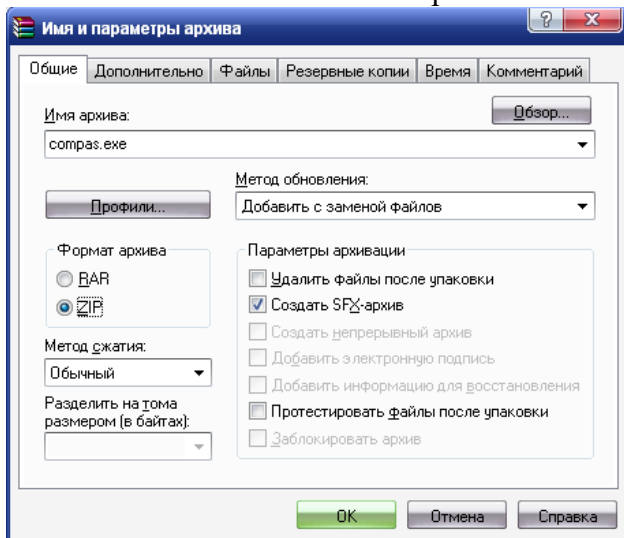 Имя и параметры архива
Общие Дополнительно Файлы Резервные копии Время Комментарий
Имя архива:
Обзор...
compas.exe
Метод обновления:
Профили...
Добавить с заменой файлов
Формат архива
RAR
ZIP
Метод сжатия:
Обычный
Разделить на тома
размером (в байтах):
Параметры архивации
Удалить файлы после упаковки
Создать SFX-архив
Создать непрерывный архив
Добавить электронную подпись
Добавить информацию для восстановления
Протестировать файлы после упаковки
Заблокировать архив
OK Отмена Справка